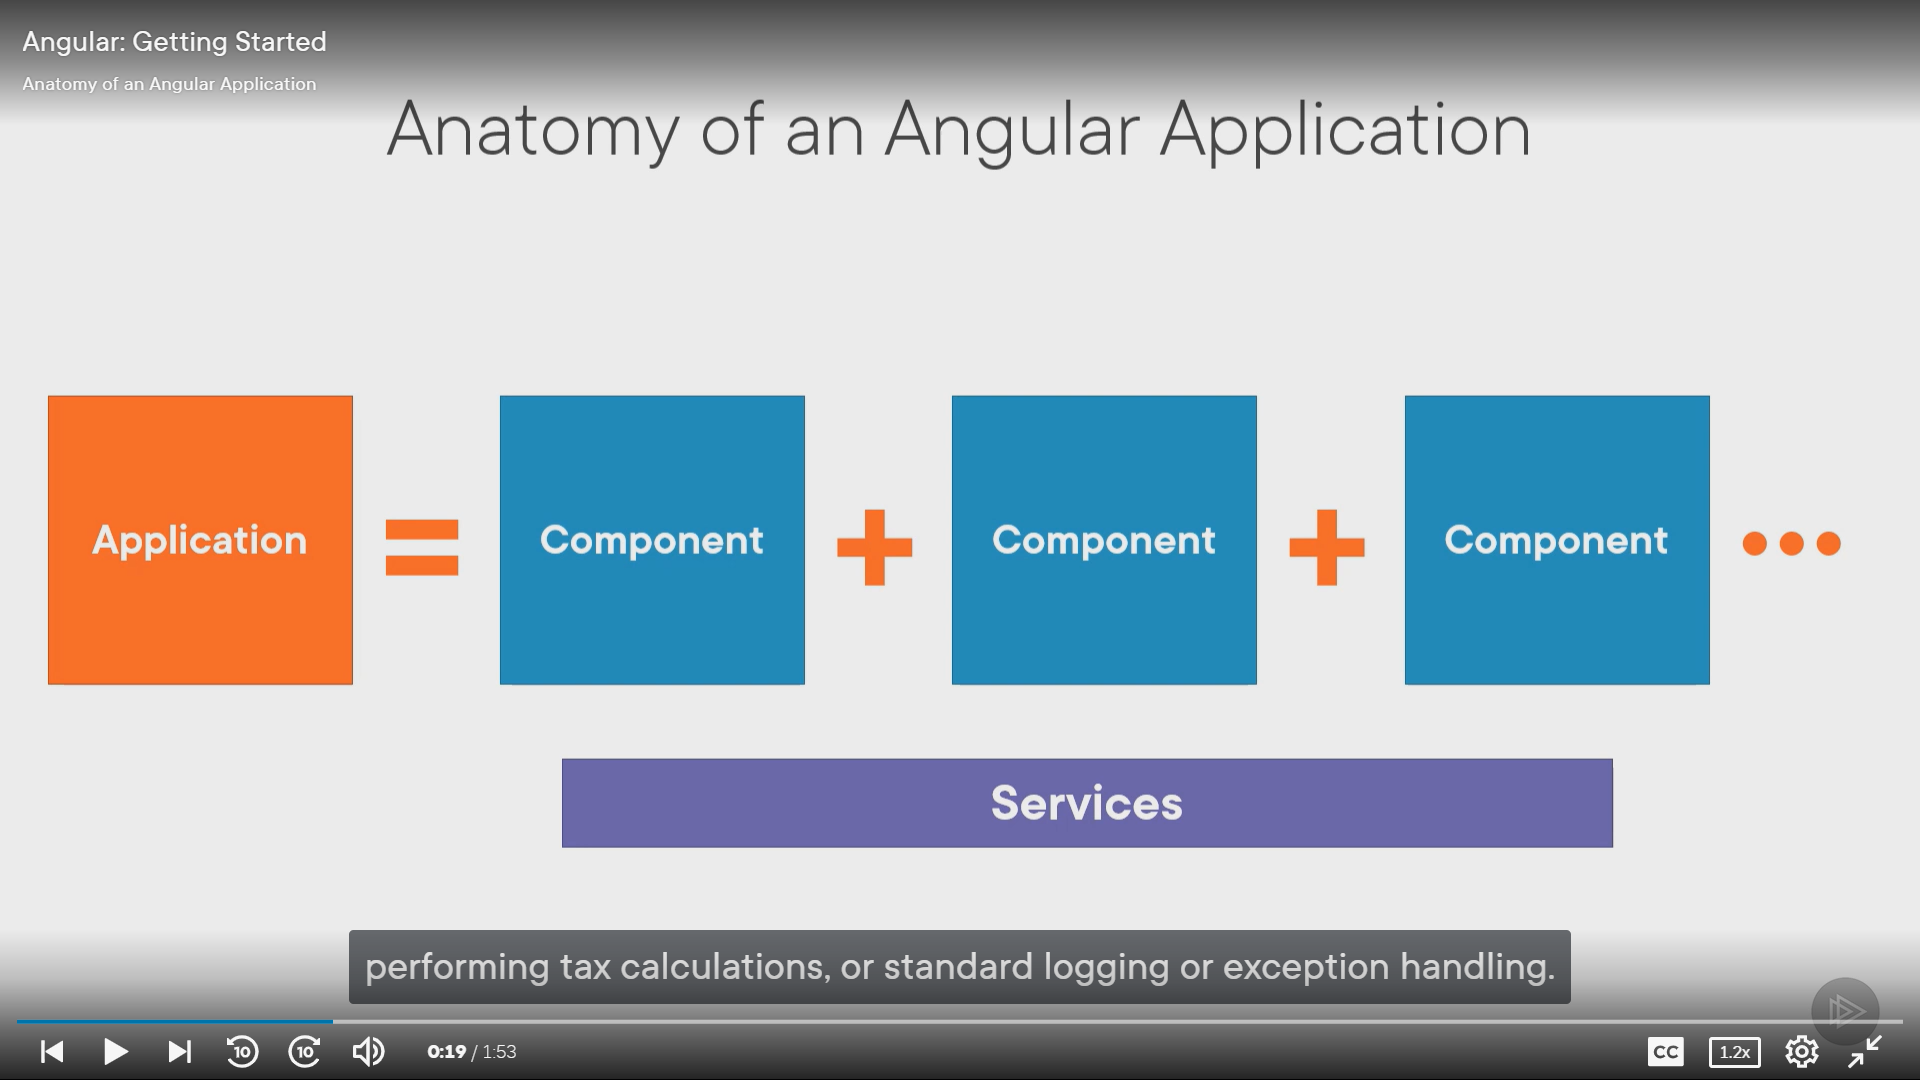 Angular: Getting Started
Anatomy of an Angular Application
Anatomy of an Angular Application
Application = Component + Component + Component •••
Services
performing tax calculations, or standard logging or exception handling.
10 10 0:19 / 1:53 CC 1.2x